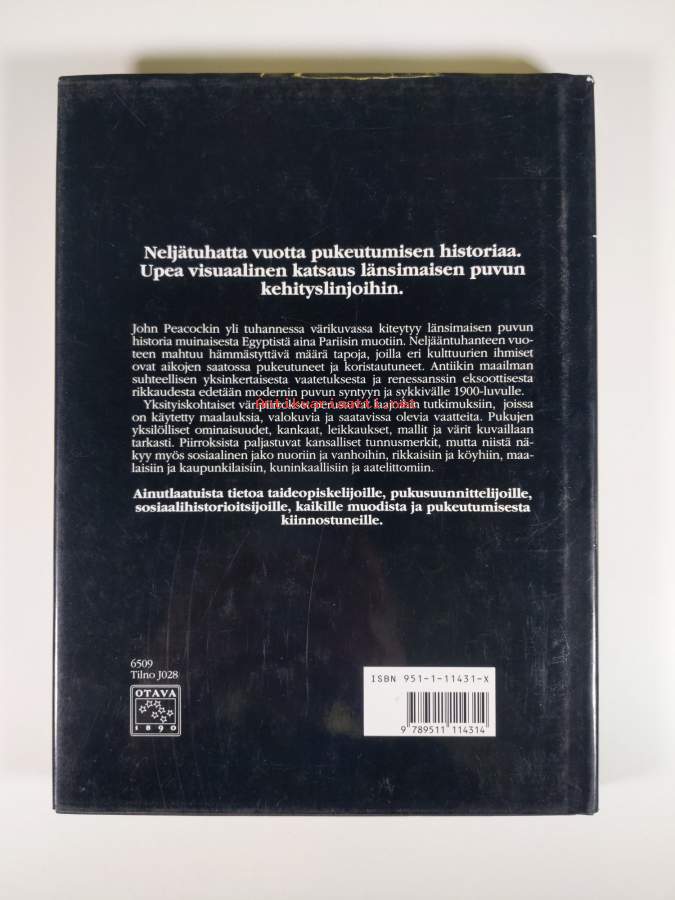 Neljätuhatta vuotta pukeutumisen historiaa.
Upea visuaalinen katsaus länsimaisen puvun
kehityslinjoihin.
John Peacockin yli tuhannessa värikuvassa kiteytyy länsimaisen puvun
historia muinaisesta Egyptistä aina Pariisin muotiin. Neljääntuhanteen vuo-
teen mahtuu hämmästyttävä määrä tapoja, joilla eri kulttuurien ihmiset
ovat aikojen saatossa pukeutuneet ja koristautuneet. Antiikin maailman
suhteellisen yksinkertaisesta vaatetuksesta ja renessanssin eksoottisesta
rikkaudesta edetään modernin puvun syntyyn ja sykkivälle 1900-luvulle.
Yksityiskohtaiset väripiirrokset perustuvat laajoihin tutkimuksiin, joissa
on käytetty maalauksia, valokuvia ja saatavissa olevia vaatteita. Pukujen
yksilölliset ominaisuudet, kankaat, leikkaukset, mallit ja värit kuvaillaan
tarkasti. Piirroksista paljastuvat kansalliset tunnusmerkit, mutta niistä nä-
kyy myös sosiaalinen jako nuoriin ja vanhoihin, rikkaisiin ja köyhiin, maa-
laisiin ja kaupunkilaisiin, kuninkaallisiin ja aatelittomiin.
Ainutlaatuista tietoa taideopiskelijoille, pukusuunnittelijoille,
sosiaalihistorioitsijoille, kaikille muodista ja pukeutumisesta
kiinnostuneille.
6509
Tilno J028
OTAVA
1890
ISBN 951-1-11431-X
9 789511 114314